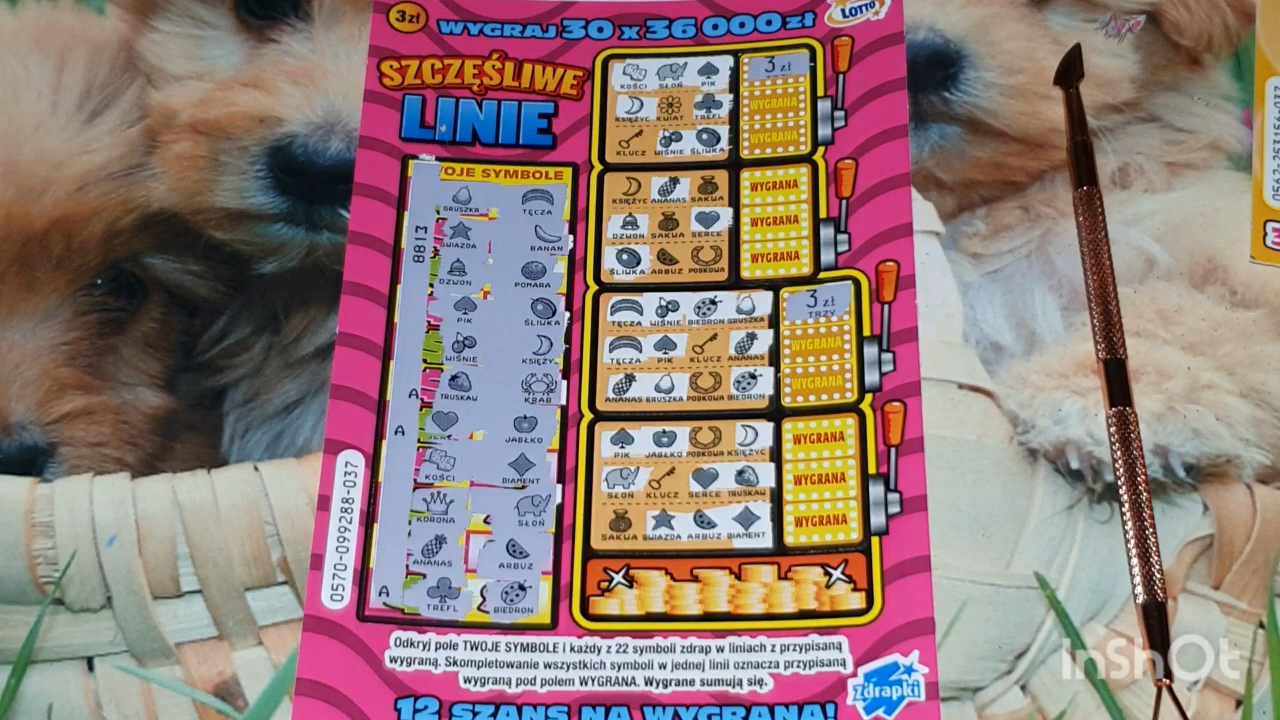 3zł
WYGRAJ 30 x 36 000 zł
LOTTO
SZCZĘŚLIWE
LINIE
OJE SYMBOLE
GRUSZKA TĘCZA
GWIAZDA BANAN
DZWON POMARA
PIK ŚLIWKA
WIŚNIE KSIĘŻY
TRUSKAW KRAB
JABŁKO
KOŚCI DIAMENT
KORONA SŁOŃ
ANANAS ARBUZ
TREFL BIEDRON
M188
A
A
A
0570-099288-037
KOŚCI SŁOŃ PIK 3 zł
KSIĘŻYC KWIAT TREFL WYGRANA
KLUCZ WIŚNIE ŚLIWKA WYGRANA
KSIĘŻYC ANANAS SAKWA WYGRANA
DZWON SAKWA SERCE WYGRANA
ŚLIWKA ARBUZ PODKOWA WYGRANA
TĘCZA WIŚNIE BIEDRON GRUSZKA 3 zł
TRZY
TĘCZA PIK KLUCZ ANANAS WYGRANA
ANANAS GRUSZKA PODKOWA BIEDRON WYGRANA
PIK JABŁKO PODKOWA KSIĘŻYC WYGRANA
SŁOŃ KLUCZ SERCE TRUSKAW WYGRANA
SAKWA GWIAZDA ARBUZ DIAMENT WYGRANA
Odkryj pole TWOJE SYMBOLE i każdy z 22 symboli zdrap w liniach z przypisaną
wygraną. Skompletowanie wszystkich symboli w jednej linii oznacza przypisaną
wygraną pod polem WYGRANA. Wygrane sumują się.
Zdrapki
12 SZANS NA WYGRANĄ!
InShOt